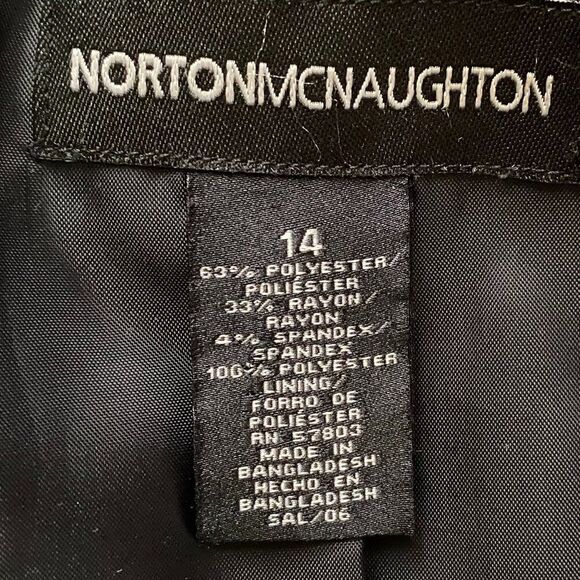 NORTONMCNAUGHTON
14
63% POLYESTER/
POLIÉSTER
33% RAYON/
RAYON
4% SPANDEX/
SPANDEX
100% POLYESTER
LINING/
FORRO DE
POLIÉSTER
RN 57803
MADE IN
BANGLADESH
HECHO EN
BANGLADESH
SAL/06